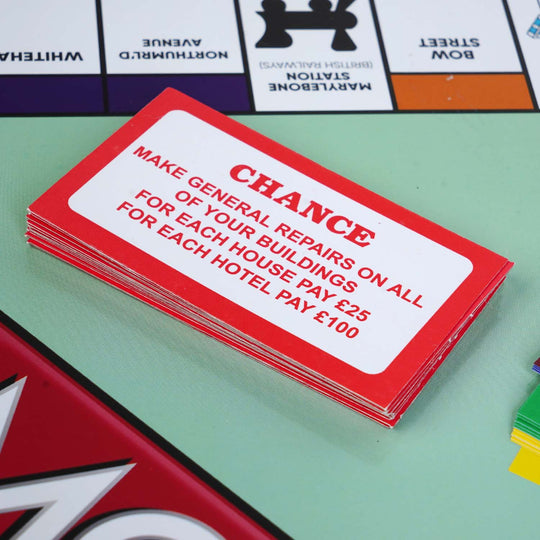 WHITEHA
NORTHUMRL'D
AVENUE
MARYLEBONE
STATION
(BRITISH RAILWAYS)
BOW
STREET
CHANCE
MAKE GENERAL REPAIRS ON ALL
OF YOUR BUILDINGS
FOR EACH HOUSE PAY £25
FOR EACH HOTEL PAY £100